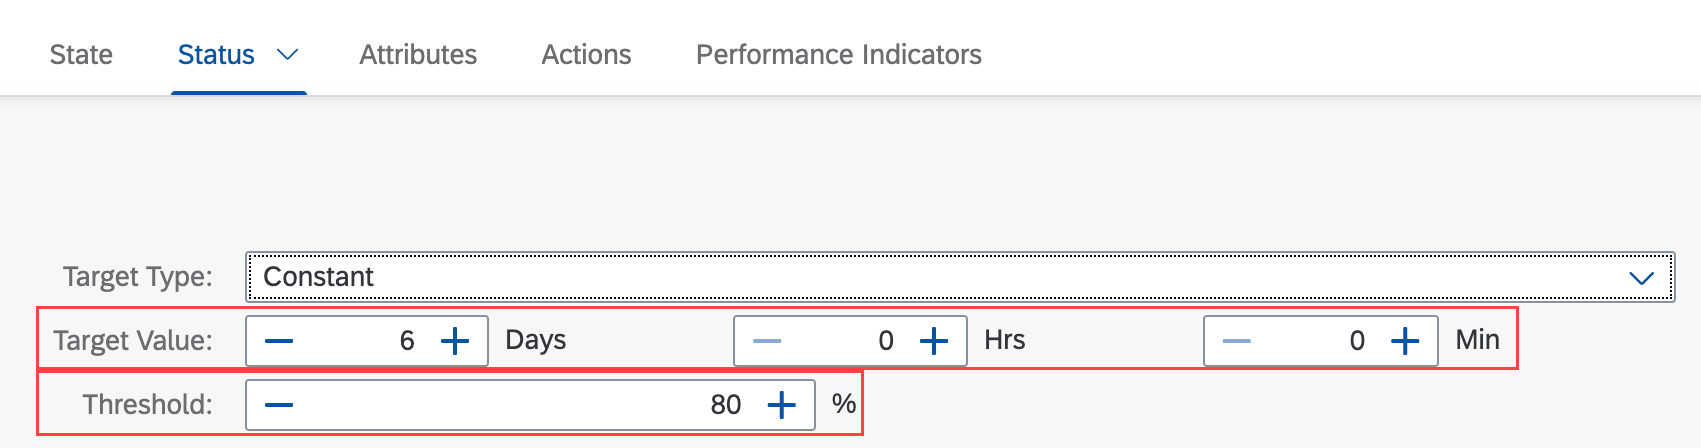 State Status Attributes Actions Performance Indicators
Target Type: Constant
Target Value: 6 Days 0 Hrs 0 Min
Threshold: 80 %